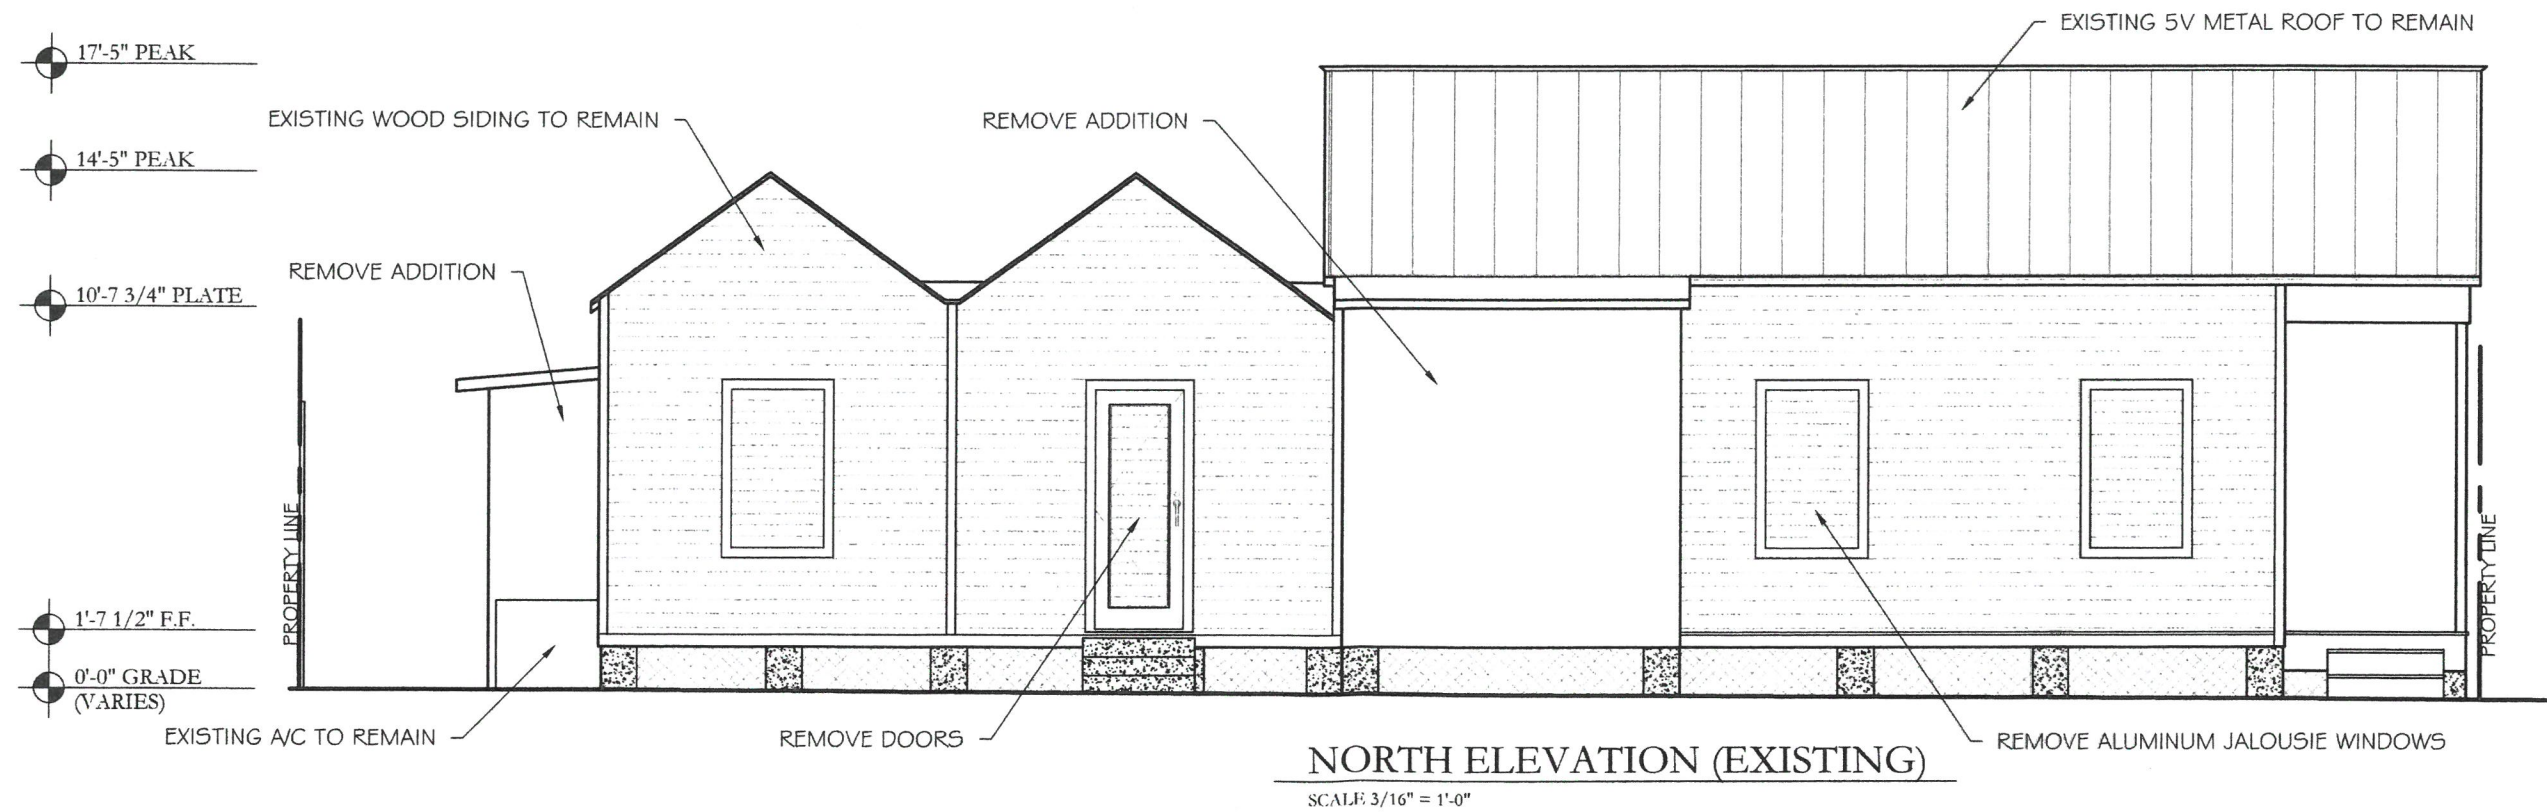 EXISTING 5V METAL ROOF TO REMAIN
17'-5" PEAK
EXISTING WOOD SIDING TO REMAIN
REMOVE ADDITION
14'-5" PEAK
REMOVE ADDITION
10'-7 3/4" PLATE
PROPERTY LINE
PROPERTY LINE
1'-7 1/2" F.F.
0'-0" GRADE
(VARIES)
EXISTING A/C TO REMAIN
REMOVE DOORS
REMOVE ALUMINUM JALOUSIE WINDOWS
NORTH ELEVATION (EXISTING)
SCALE 3/16" = 1'-0"